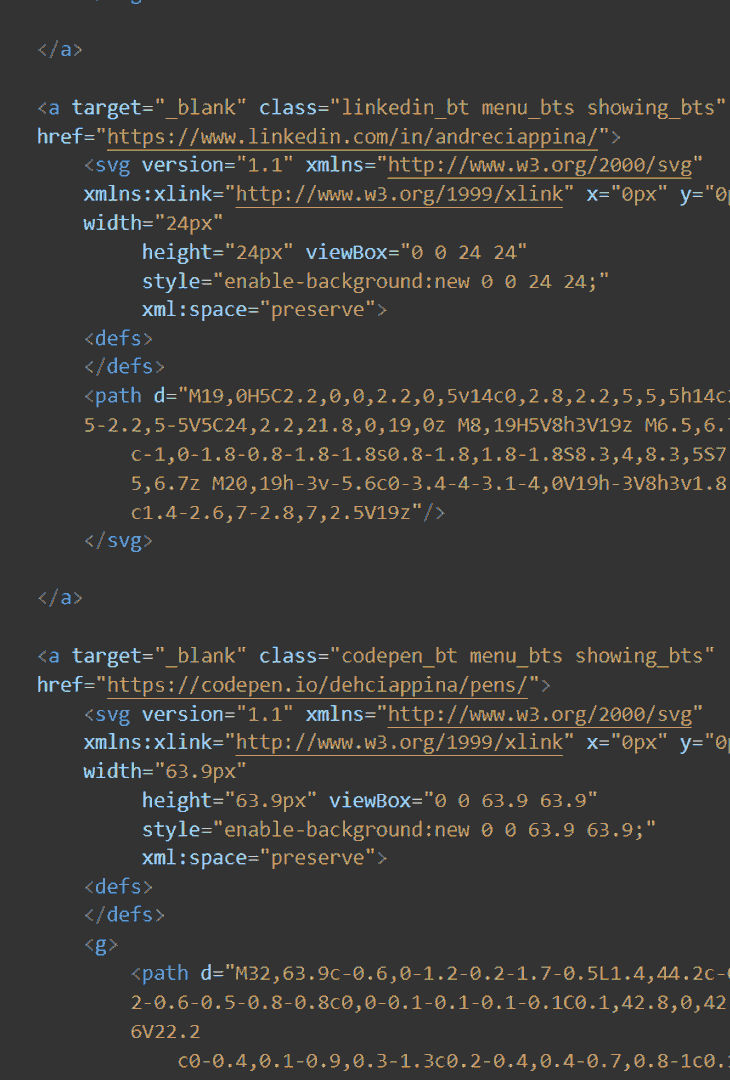 </a>
<a target="_blank" class="linkedin_bt menu_bts showing_bts"
href="https://www.linkedin.com/in/andreciappina/">
<svg version="1.1" xmlns="http://www.w3.org/2000/svg"
xmlns:xlink="http://www.w3.org/1999/xlink" x="0px" y="0p
width="24px"
height="24px" viewBox="0 0 24 24"
style="enable-background:new 0 0 24 24;"
xml:space="preserve">
<defs>
</defs>
<path d="M19,0H5C2.2,0,0,2.2,0,5v14c0,2.8,2.2,5,5,5h14c
5-2.2,5-5V5C24,2.2,21.8,0,19,0z M8,19H5V8h3V19z M6.5,6.7
c-1,0-1.8-0.8-1.8-1.8s0.8-1.8,1.8-1.8S8.3,4,8.3,5S7
5,6.7z M20,19h-3v-5.6c0-3.4-4-3.1-4,0V19h-3V8h3v1.8
c1.4-2.6,7-2.8,7,2.5V19z"/>
</svg>
</a>
<a target="_blank" class="codepen_bt menu_bts showing_bts"
href="https://codepen.io/dehciappina/pens/">
<svg version="1.1" xmlns="http://www.w3.org/2000/svg"
xmlns:xlink="http://www.w3.org/1999/xlink" x="0px" y="0p
width="63.9px"
height="63.9px" viewBox="0 0 63.9 63.9"
style="enable-background:new 0 0 63.9 63.9;"
xml:space="preserve">
<defs>
</defs>
<g>
<path d="M32,63.9c-0.6,0-1.2-0.2-1.7-0.5L1.4,44.2c-
2-0.6-0.5-0.8-0.8c0,0-0.1-0.1-0.1-0.1C0.1,42.8,0,42
6V22.2
c0-0.4,0.1-0.9,0.3-1.3c0.2-0.4,0.4-0.7,0.8-1c0.